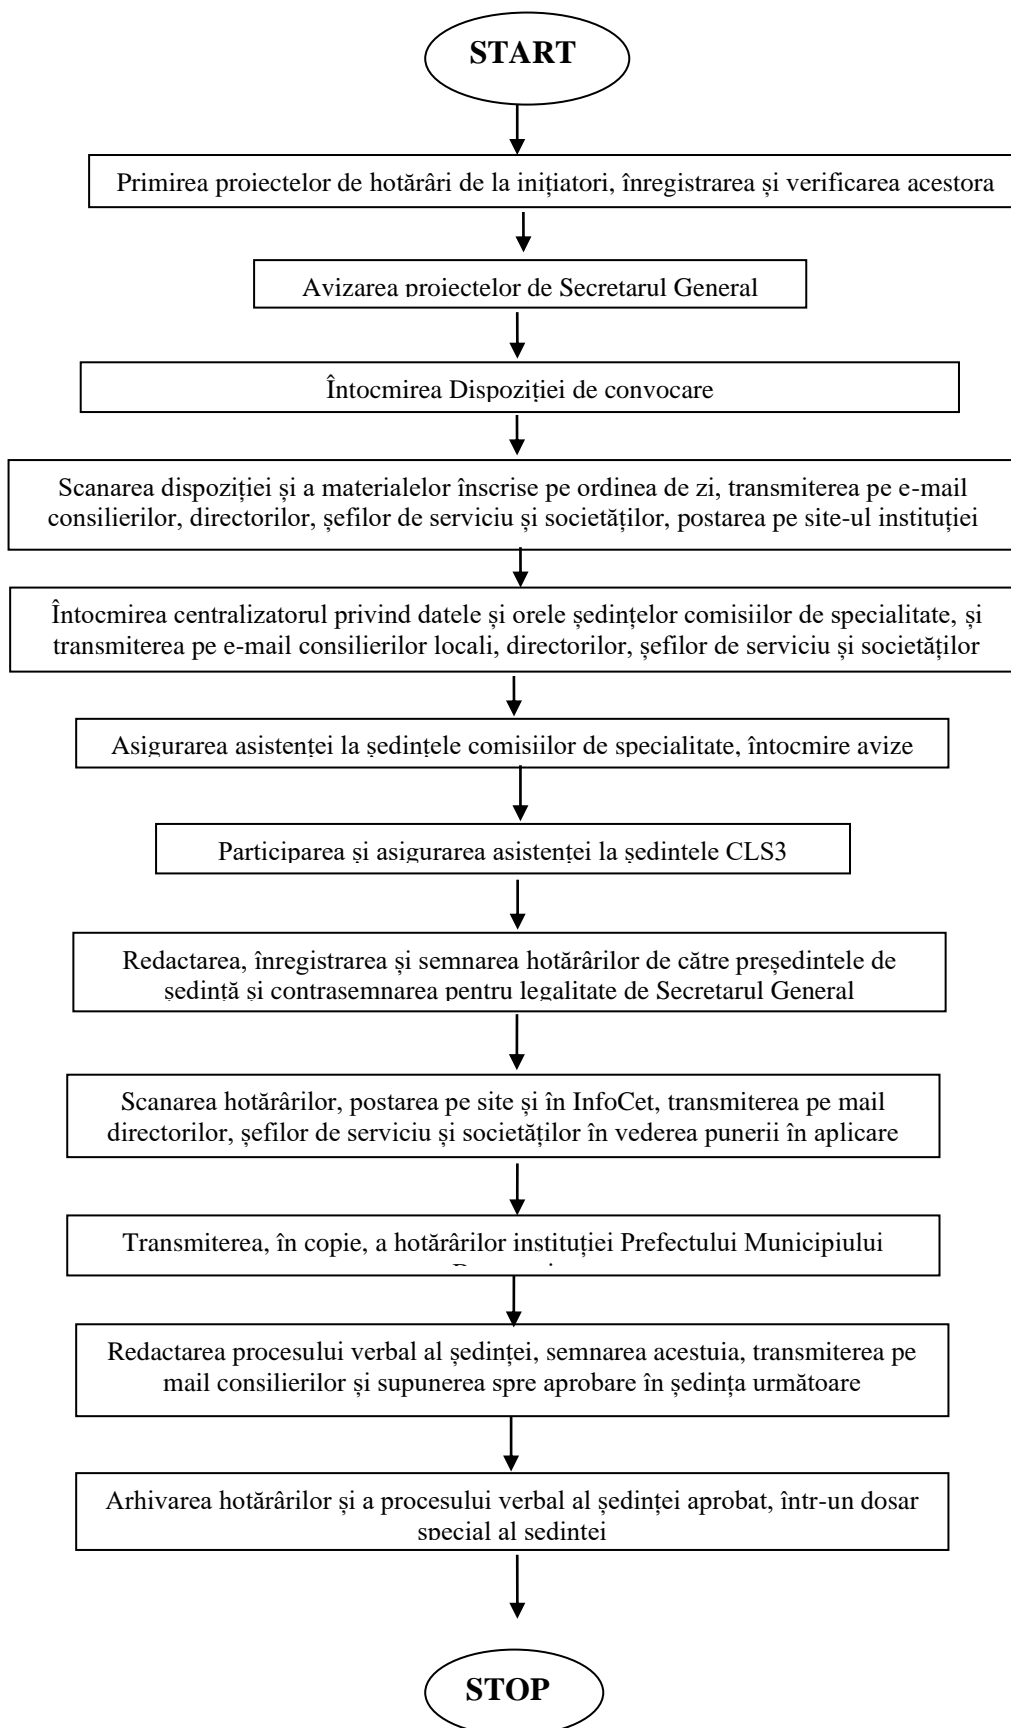 START
Primirea proiectelor de hotărâri de la inițiatori, înregistrarea și verificarea acestora
Avizarea proiectelor de Secretarul General
Întocmirea Dispoziției de convocare
Scanarea dispoziției și a materialelor înscrise pe ordinea de zi, transmiterea pe e-mail
consilierilor, directorilor, șefilor de serviciu și societăților, postarea pe site-ul instituției
Întocmirea centralizatorul privind datele și orele ședințelor comisiilor de specialitate, și
transmiterea pe e-mail consilierilor locali, directorilor, șefilor de serviciu și societăților
Asigurarea asistenței la ședințele comisiilor de specialitate, întocmire avize
Participarea și asigurarea asistenței la ședințele CLS3
Redactarea, înregistrarea și semnarea hotărârilor de către președintele de
ședință și contrasemnarea pentru legalitate de Secretarul General
Scanarea hotărârilor, postarea pe site și în InfoCet, transmiterea pe mail
directorilor, șefilor de serviciu și societăților în vederea punerii în aplicare
Transmiterea, în copie, a hotărârilor instituției Prefectului Municipiului
Redactarea procesului verbal al ședinței, semnarea acestuia, transmiterea pe
mail consilierilor și supunerea spre aprobare în ședința următoare
Arhivarea hotărârilor și a procesului verbal al ședinței aprobat, într-un dosar
special al ședinței
STOP